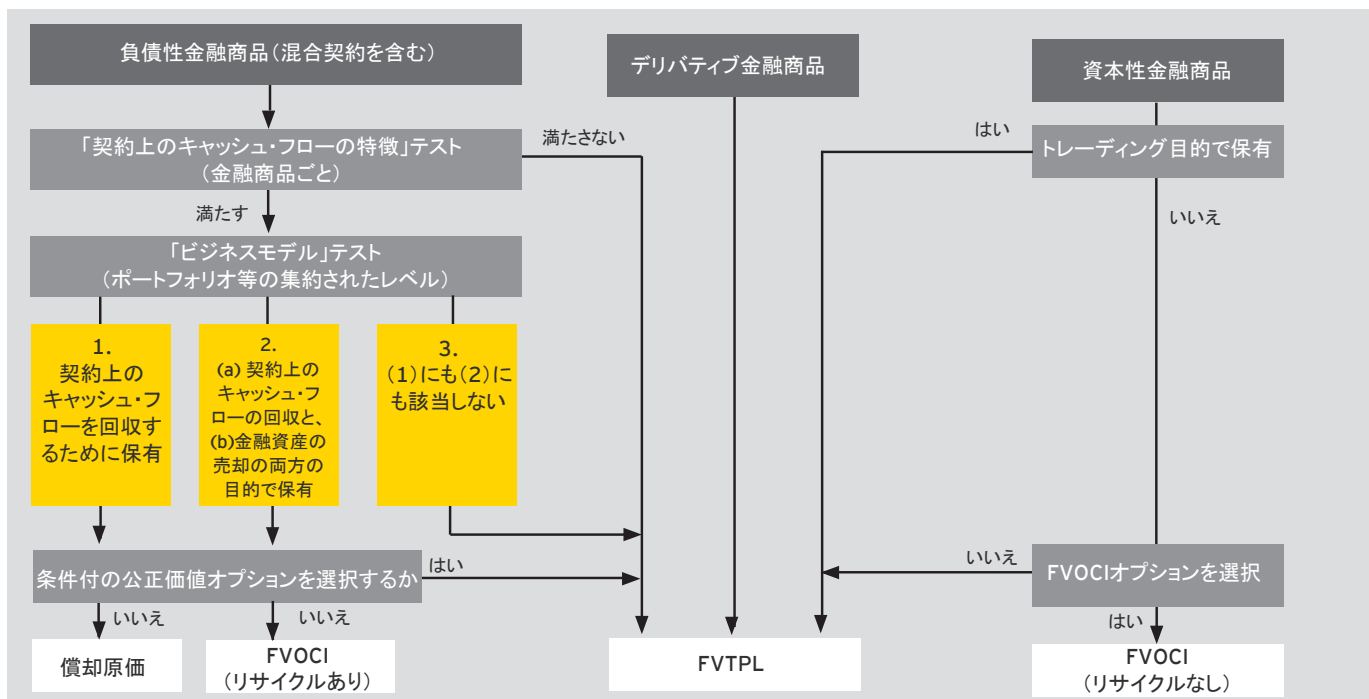 負債性金融商品(混合契約を含む)
デリバティブ金融商品
資本性金融商品
「契約上のキャッシュ・フローの特徴」テスト
(金融商品ごと)
満たさない
はい
トレーディング目的で保有
満たす
いいえ
「ビジネスモデル」テスト
(ポートフォリオ等の集約されたレベル)
1.
契約上の
キャッシュ・フ
ローを回収す
るために保有
2.
(a) 契約上の
キャッシュ・フ
ローの回収と、
(b)金融資産の
売却の両方の
目的で保有
3.
(1)にも(2)に
も該当しない
条件付の公正価値オプションを選択するか
はい
いいえ
FVOCIオプションを選択
いいえ
いいえ
はい
償却原価
FVOCI
(リサイクルあり)
FVTPL
FVOCI
(リサイクルなし)